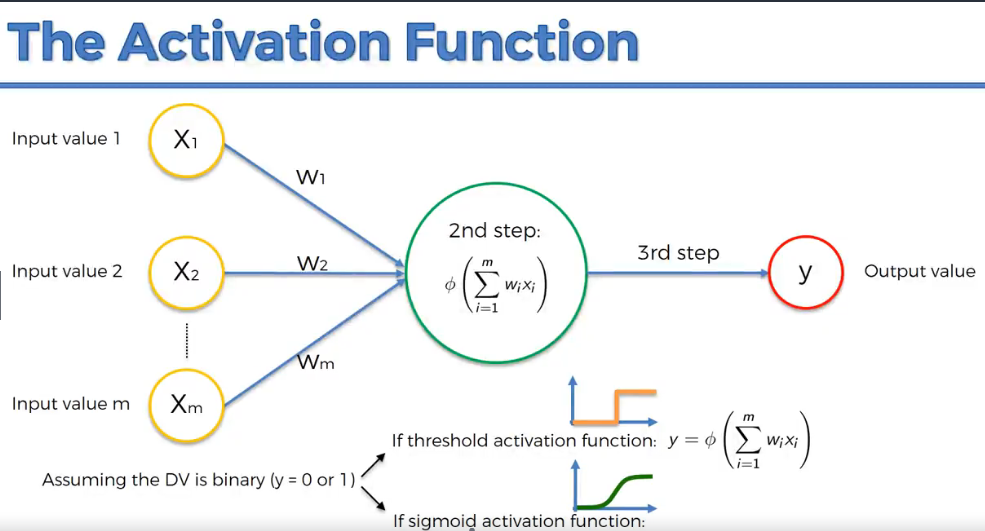 The Activation Function
Input value 1
X₁
W₁
2nd step:
ϕ(∑ᵢ₌₁ᵐ wᵢxᵢ)
3rd step
Input value 2
X₂
W₂
y
Output value
Wₘ
Input value m
Xₘ
If threshold activation function: y = ϕ(∑ᵢ₌₁ᵐ wᵢxᵢ)
Assuming the DV is binary (y = 0 or 1)
If sigmoid activation function: